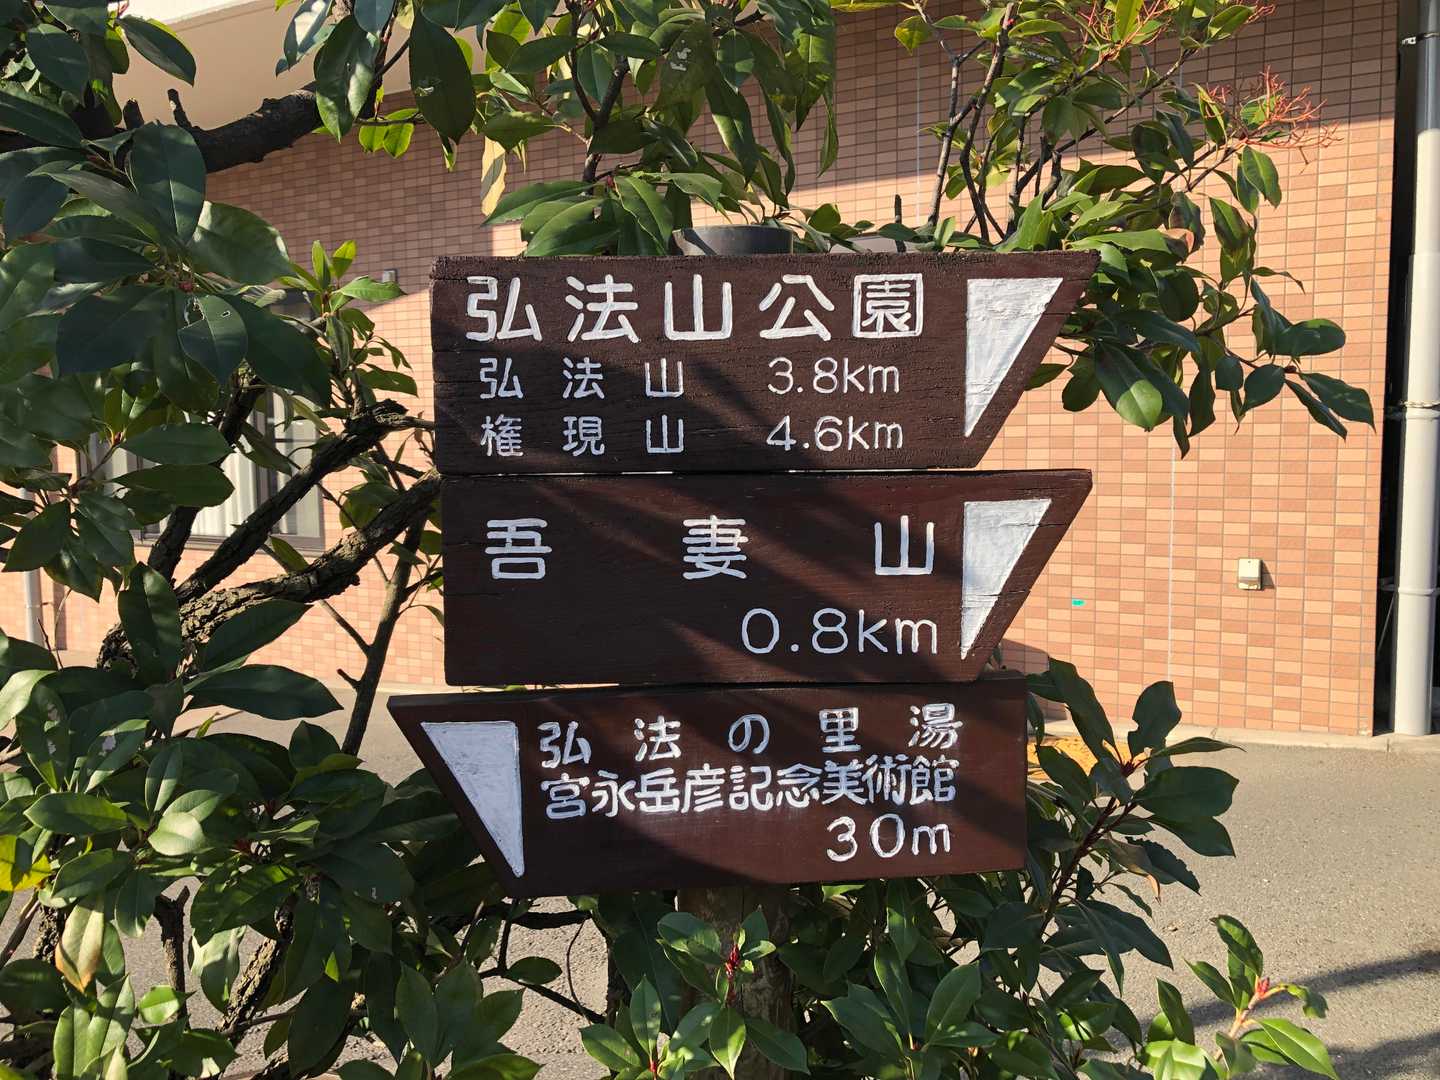 弘法山公園
弘法山 3.8km
権現山 4.6km
吾妻山
0.8km
弘法の里湯
宮永岳彦記念美術館
30m